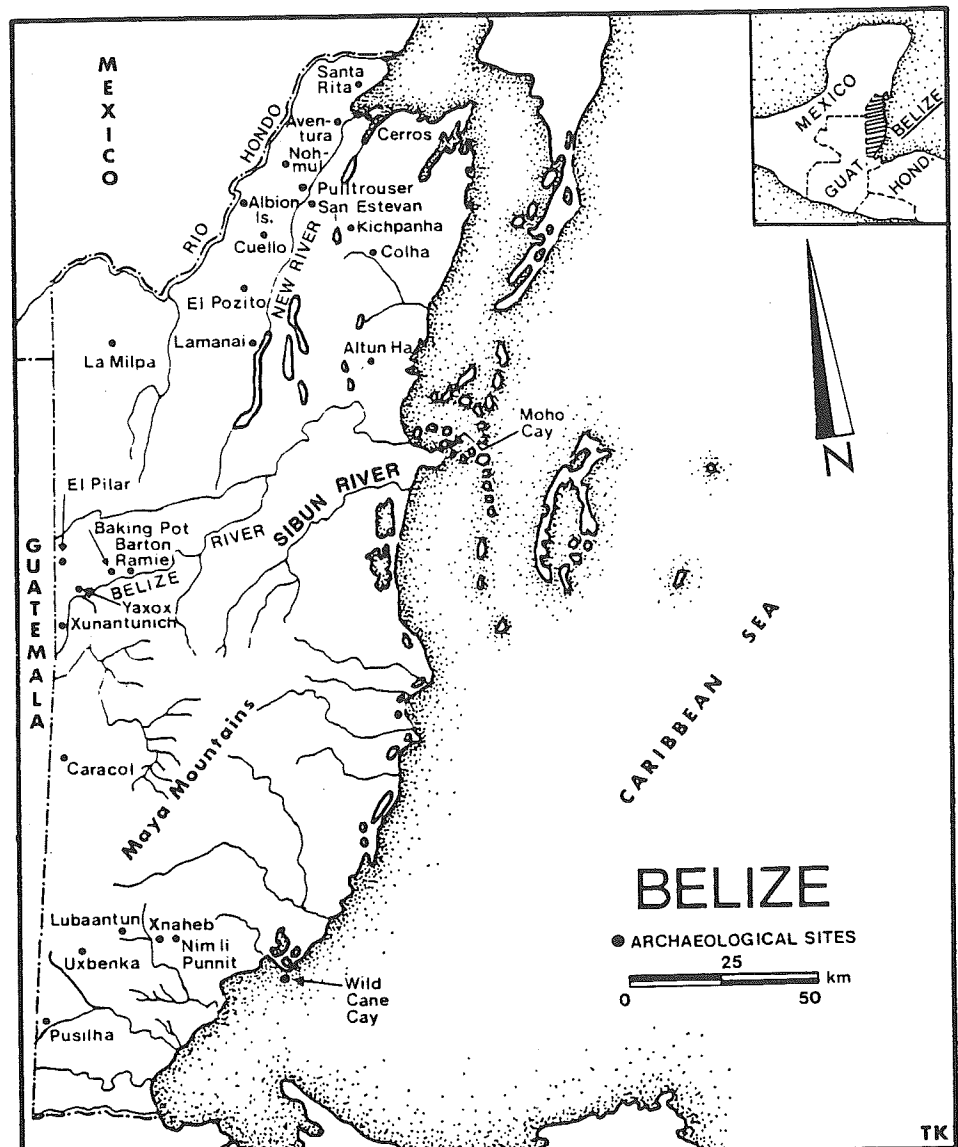 MEXICO
Santa
Rita
HONDO
RIO
Aven-
tura
Noh-
mul
Cerros
Pulltrouser
San Estevan
Albion
Is.
Kichpanha
Cuello
Colha
NEW RIVER
El Pozito
Lamanai
La Milpa
Altun Ha
Moho
Cay
El Pilar
Baking Pot
Barton
Ramie
BELIZE
RIVER
SIBUN RIVER
Yaxox
Xunantunich
GUATEMALA
Maya Mountains
Caracol
Lubaantun
Xnaheb
Nim li
Punnit
Uxbenka
Wild
Cane
Cay
Pusilha
CARIBBEAN SEA
MEXICO
BELIZE
GUAT.
HOND.
N
BELIZE
ARCHAEOLOGICAL SITES
25
km
0
50
TK